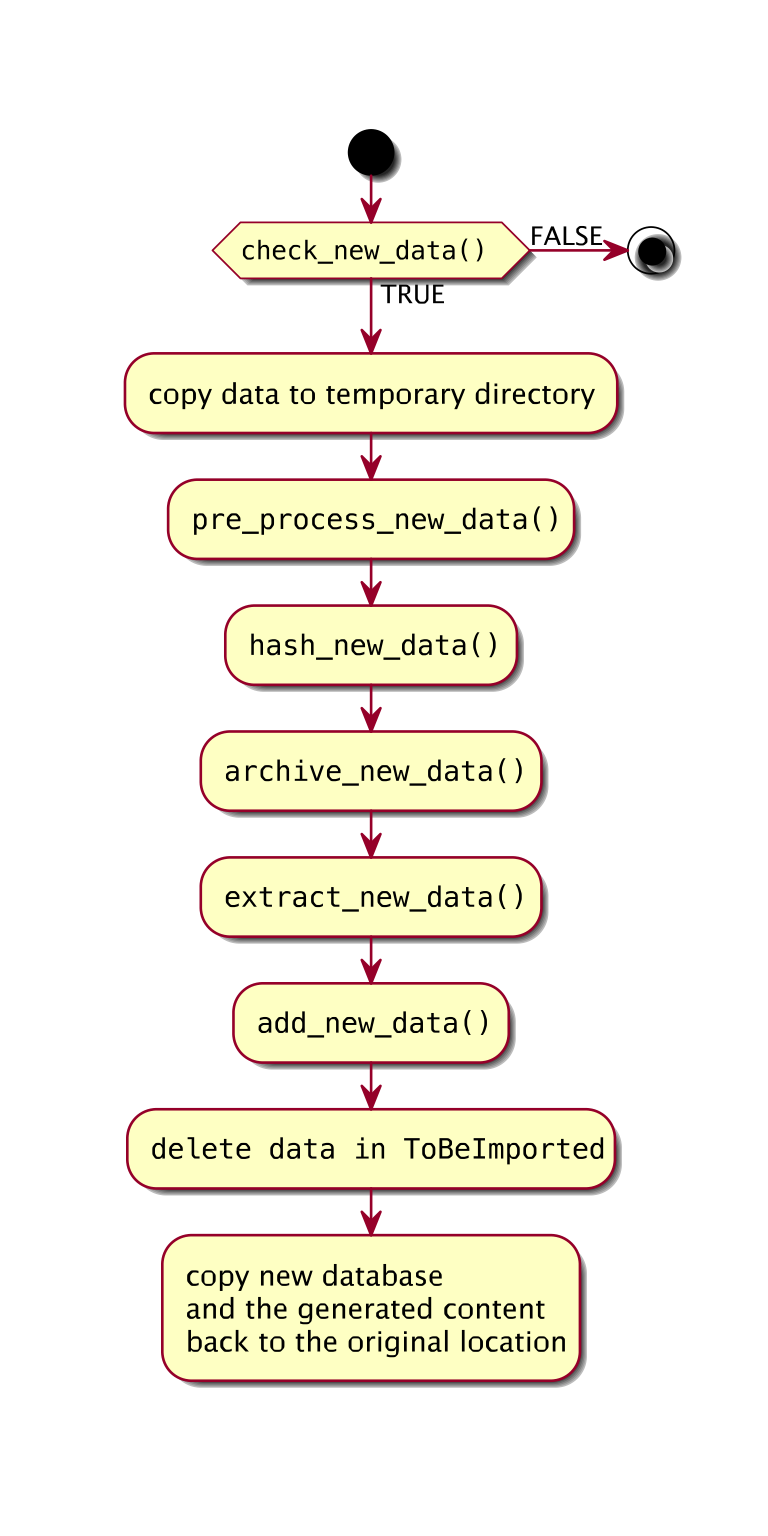 check_new_data()
FALSE
TRUE
copy data to temporary directory
pre_process_new_data()
hash_new_data()
archive_new_data()
extract_new_data()
add_new_data()
delete data in ToBeImported
copy new database
and the generated content
back to the original location